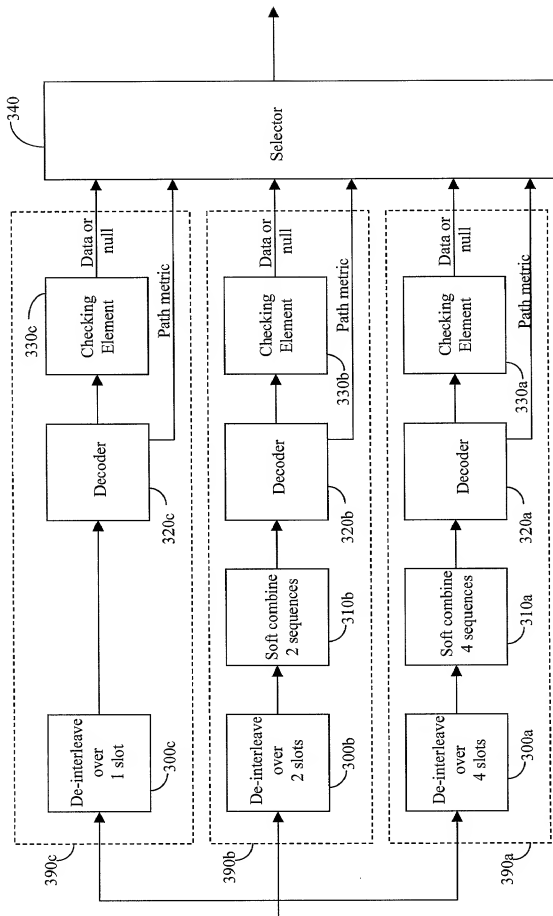 340
Selector
330c
Data or
null
Checking
Element
Path metric
Decoder
320c
De-interleave
over
1 slot
300c
390c
Data or
null
Checking
Element
330b
Path metric
Decoder
320b
Soft combine
2 sequences
310b
De-interleave
over
2 slots
300b
390b
Data or
null
Checking
Element
330a
Path metric
Decoder
320a
Soft combine
4 sequences
310a
De-interleave
over
4 slots
300a
390a